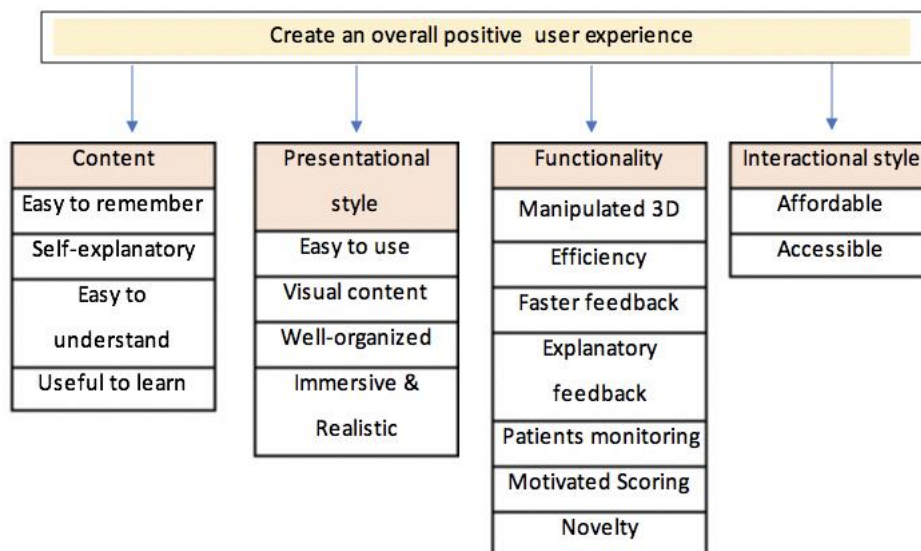 Create an overall positive user experience
Content
Easy to remember
Self-explanatory
Easy to
understand
Useful to learn
Presentational
style
Easy to use
Visual content
Well-organized
Immersive &
Realistic
Functionality
Manipulated 3D
Efficiency
Faster feedback
Explanatory
feedback
Patients monitoring
Motivated Scoring
Novelty
Interactional style
Affordable
Accessible